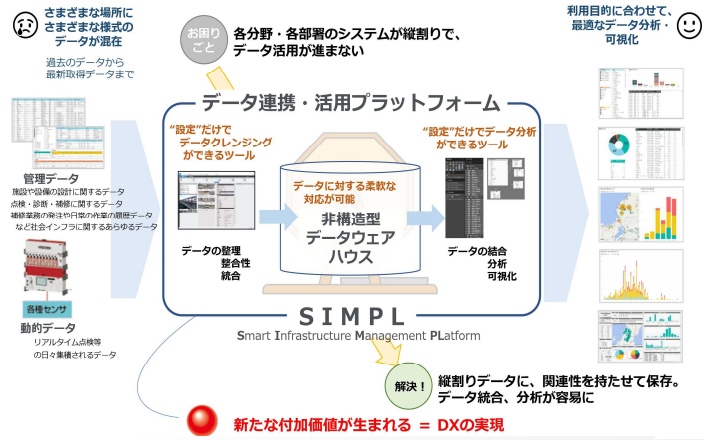 さまざまな場所に
さまざまな様式の
データが混在
過去のデータから
最新取得データまで
お困り
ごと
各分野・各部署のシステムが縦割りで、
データ活用が進まない
利用目的に合わせて、
最適なデータ分析・
可視化
データ連携・活用プラットフォーム
“設定”だけで
データクレンジング
ができるツール
“設定”だけでデータ分析
ができるツール
データに対する柔軟な
対応が可能
非構造型
データウェア
ハウス
データの整理
整合性
統合
データの結合
分析
可視化
管理データ
施設や設備の設計に関するデータ
点検・診断・補修に関するデータ
補修業務の発注や日常の作業の履歴データ
など社会インフラに関するあらゆるデータ
各種センサ
動的データ
リアルタイム点検等
の日々集積されるデータ
SIMPL
Smart Infrastructure Management PLatform
解決！
縦割りデータに、関連性を持たせて保存。
データ統合、分析が容易に
新たな付加価値が生まれる ＝ DXの実現